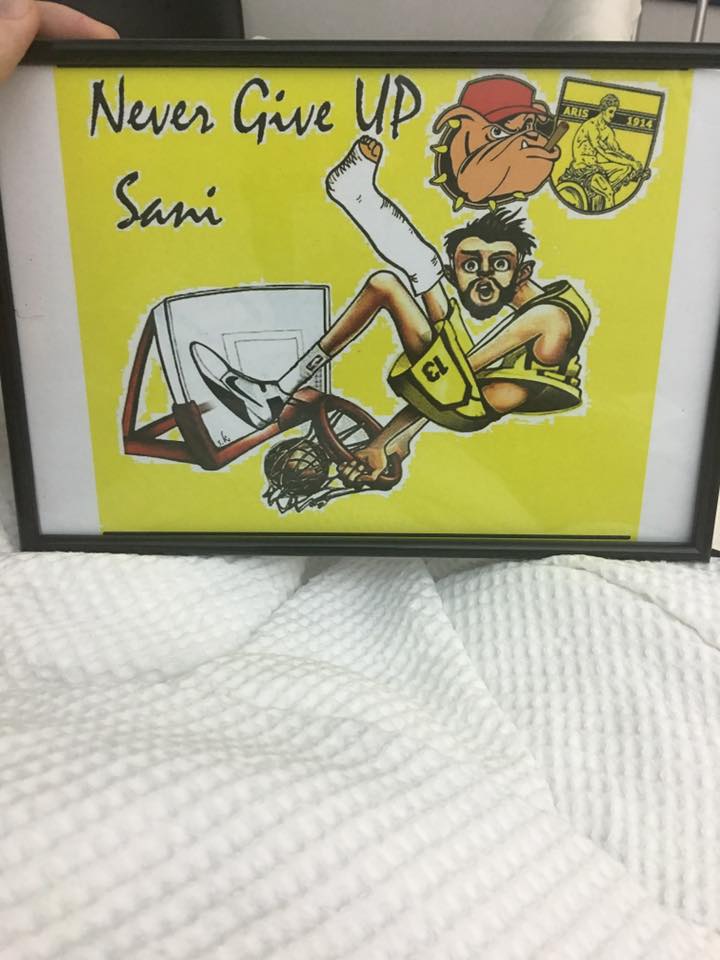 Never Give UP
Sani
ARIS
1914
13
σ.κ.